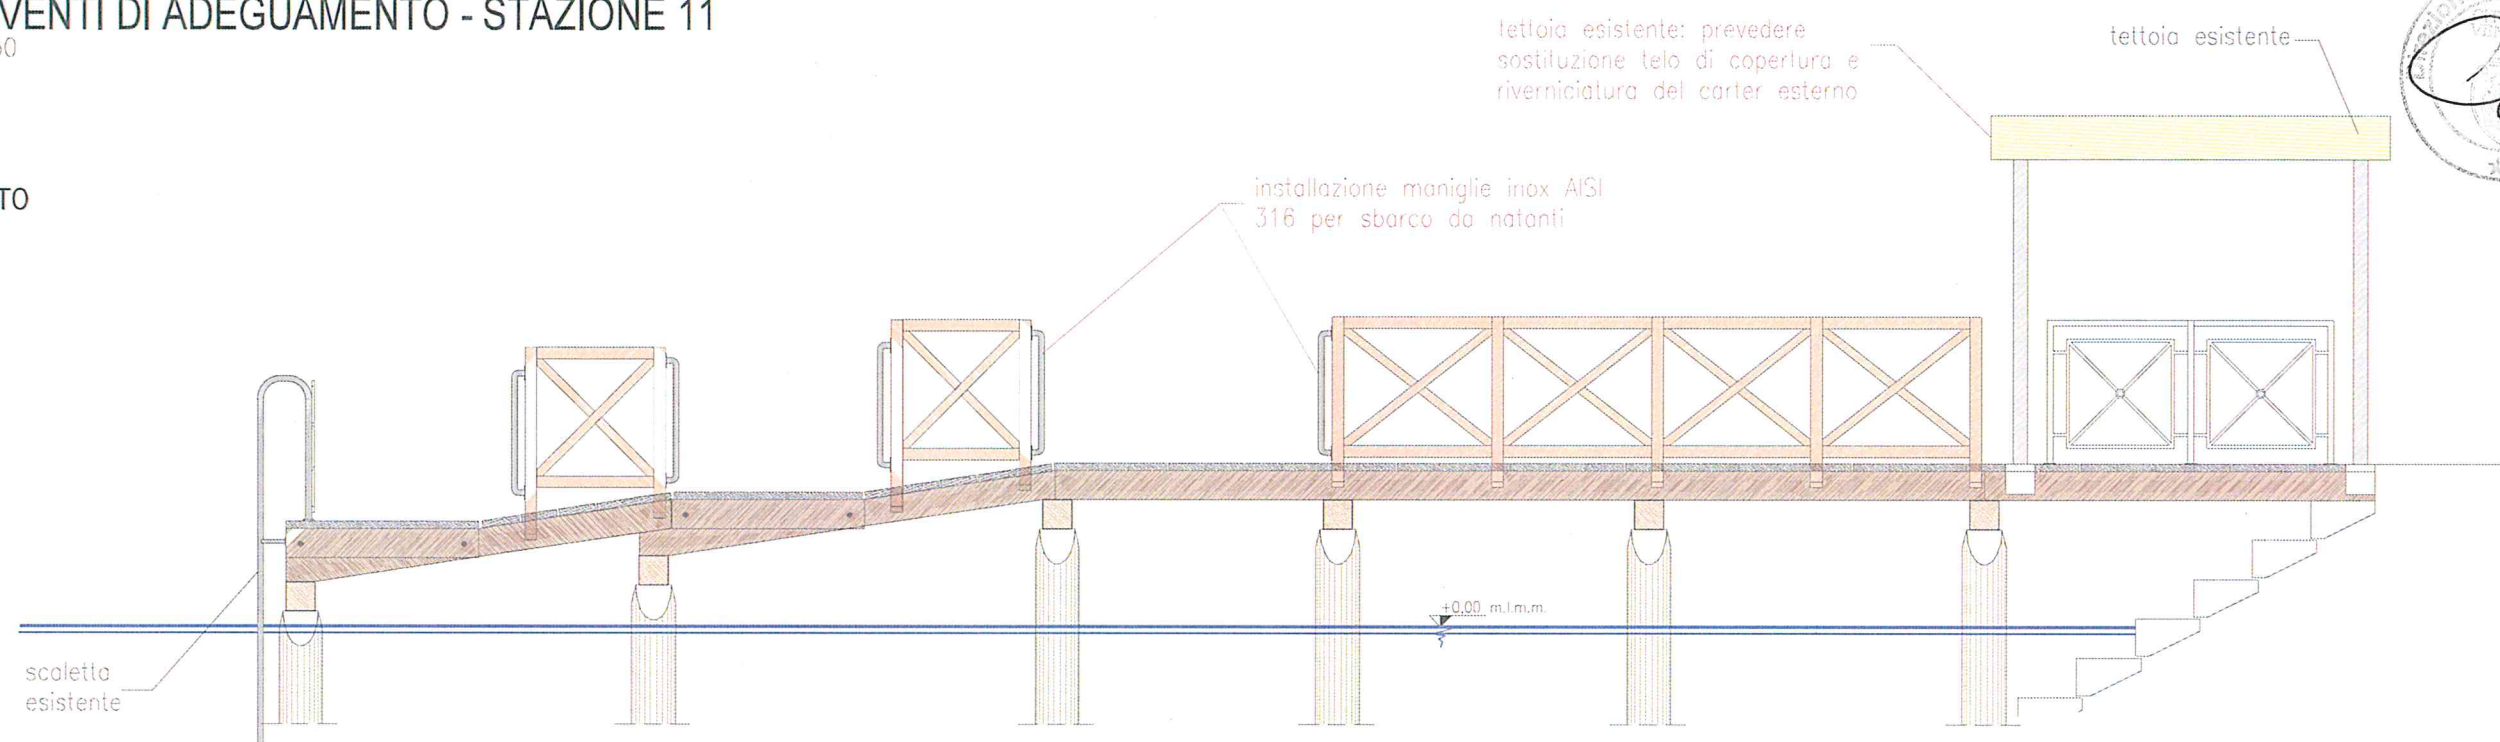 VENTI DI ADEGUAMENTO - STAZIONE 11
TO
tettoia esistente: prevedere
sostituzione telo di copertura e
riverniciatura del carter esterno
tettoia esistente
installazione maniglie inox AISI
316 per sbarco da natanti
+0,00 m.l.m.m.
scaletta
esistente